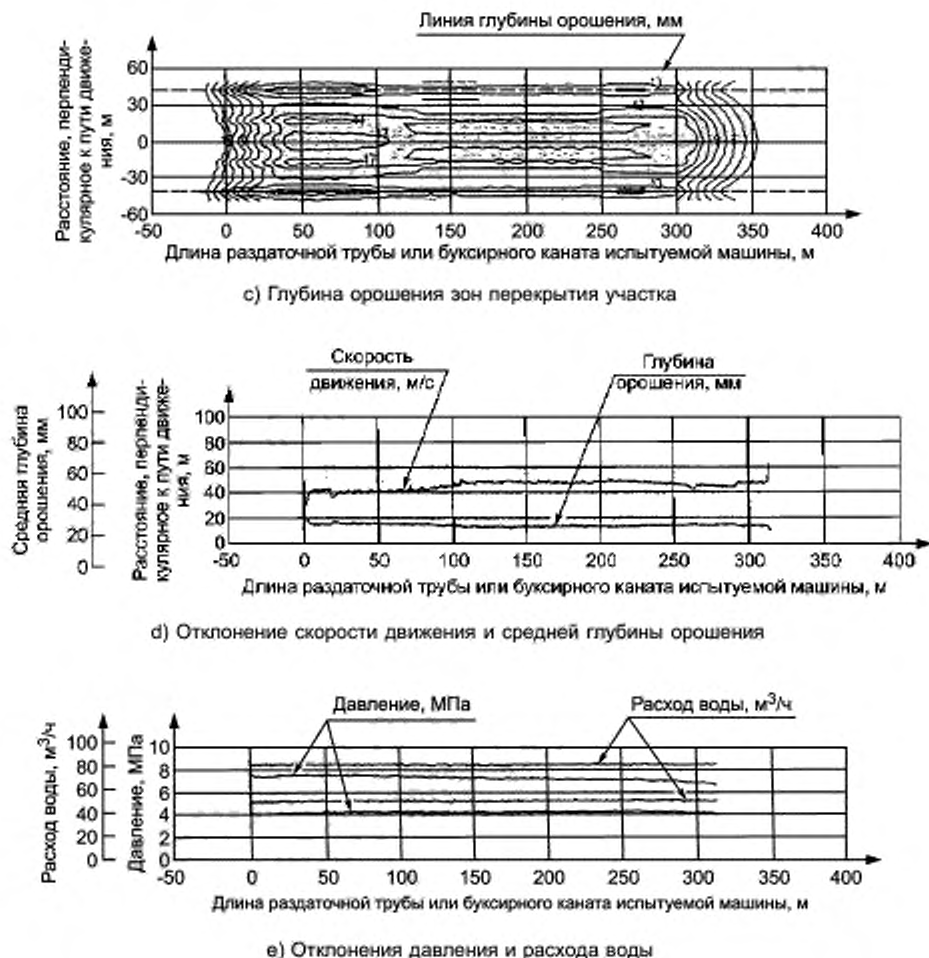 Линия глубины орошения, мм
Расстояние, перпенди-
кулярное к пути движе-
ния, м
60
30
0
-30
-60
-50 0 50 100 150 200 250 300 350 400
Длина раздаточной трубы или буксирного каната испытуемой машины, м
c) Глубина орошения зон перекрытия участка
Скорость
движения, м/с
Глубина
орошения, мм
Средняя глубина
орошения, мм
100
80
60
40
20
0
Расстояние, перпенди-
кулярное к пути движе-
ния, м
100
80
60
40
20
0
-50 0 50 100 150 200 250 300 350 400
Длина раздаточной трубы или буксирного каната испытуемой машины, м
d) Отклонение скорости движения и средней глубины орошения
Давление, МПа
Расход воды, м³/ч
Расход воды, м³/ч
100
80
60
40
20
0
Давление, МПа
10
8
6
4
2
0
-50 0 50 100 150 200 250 300 350 400
Длина раздаточной трубы или буксирного каната испытуемой машины, м
e) Отклонения давления и расхода воды